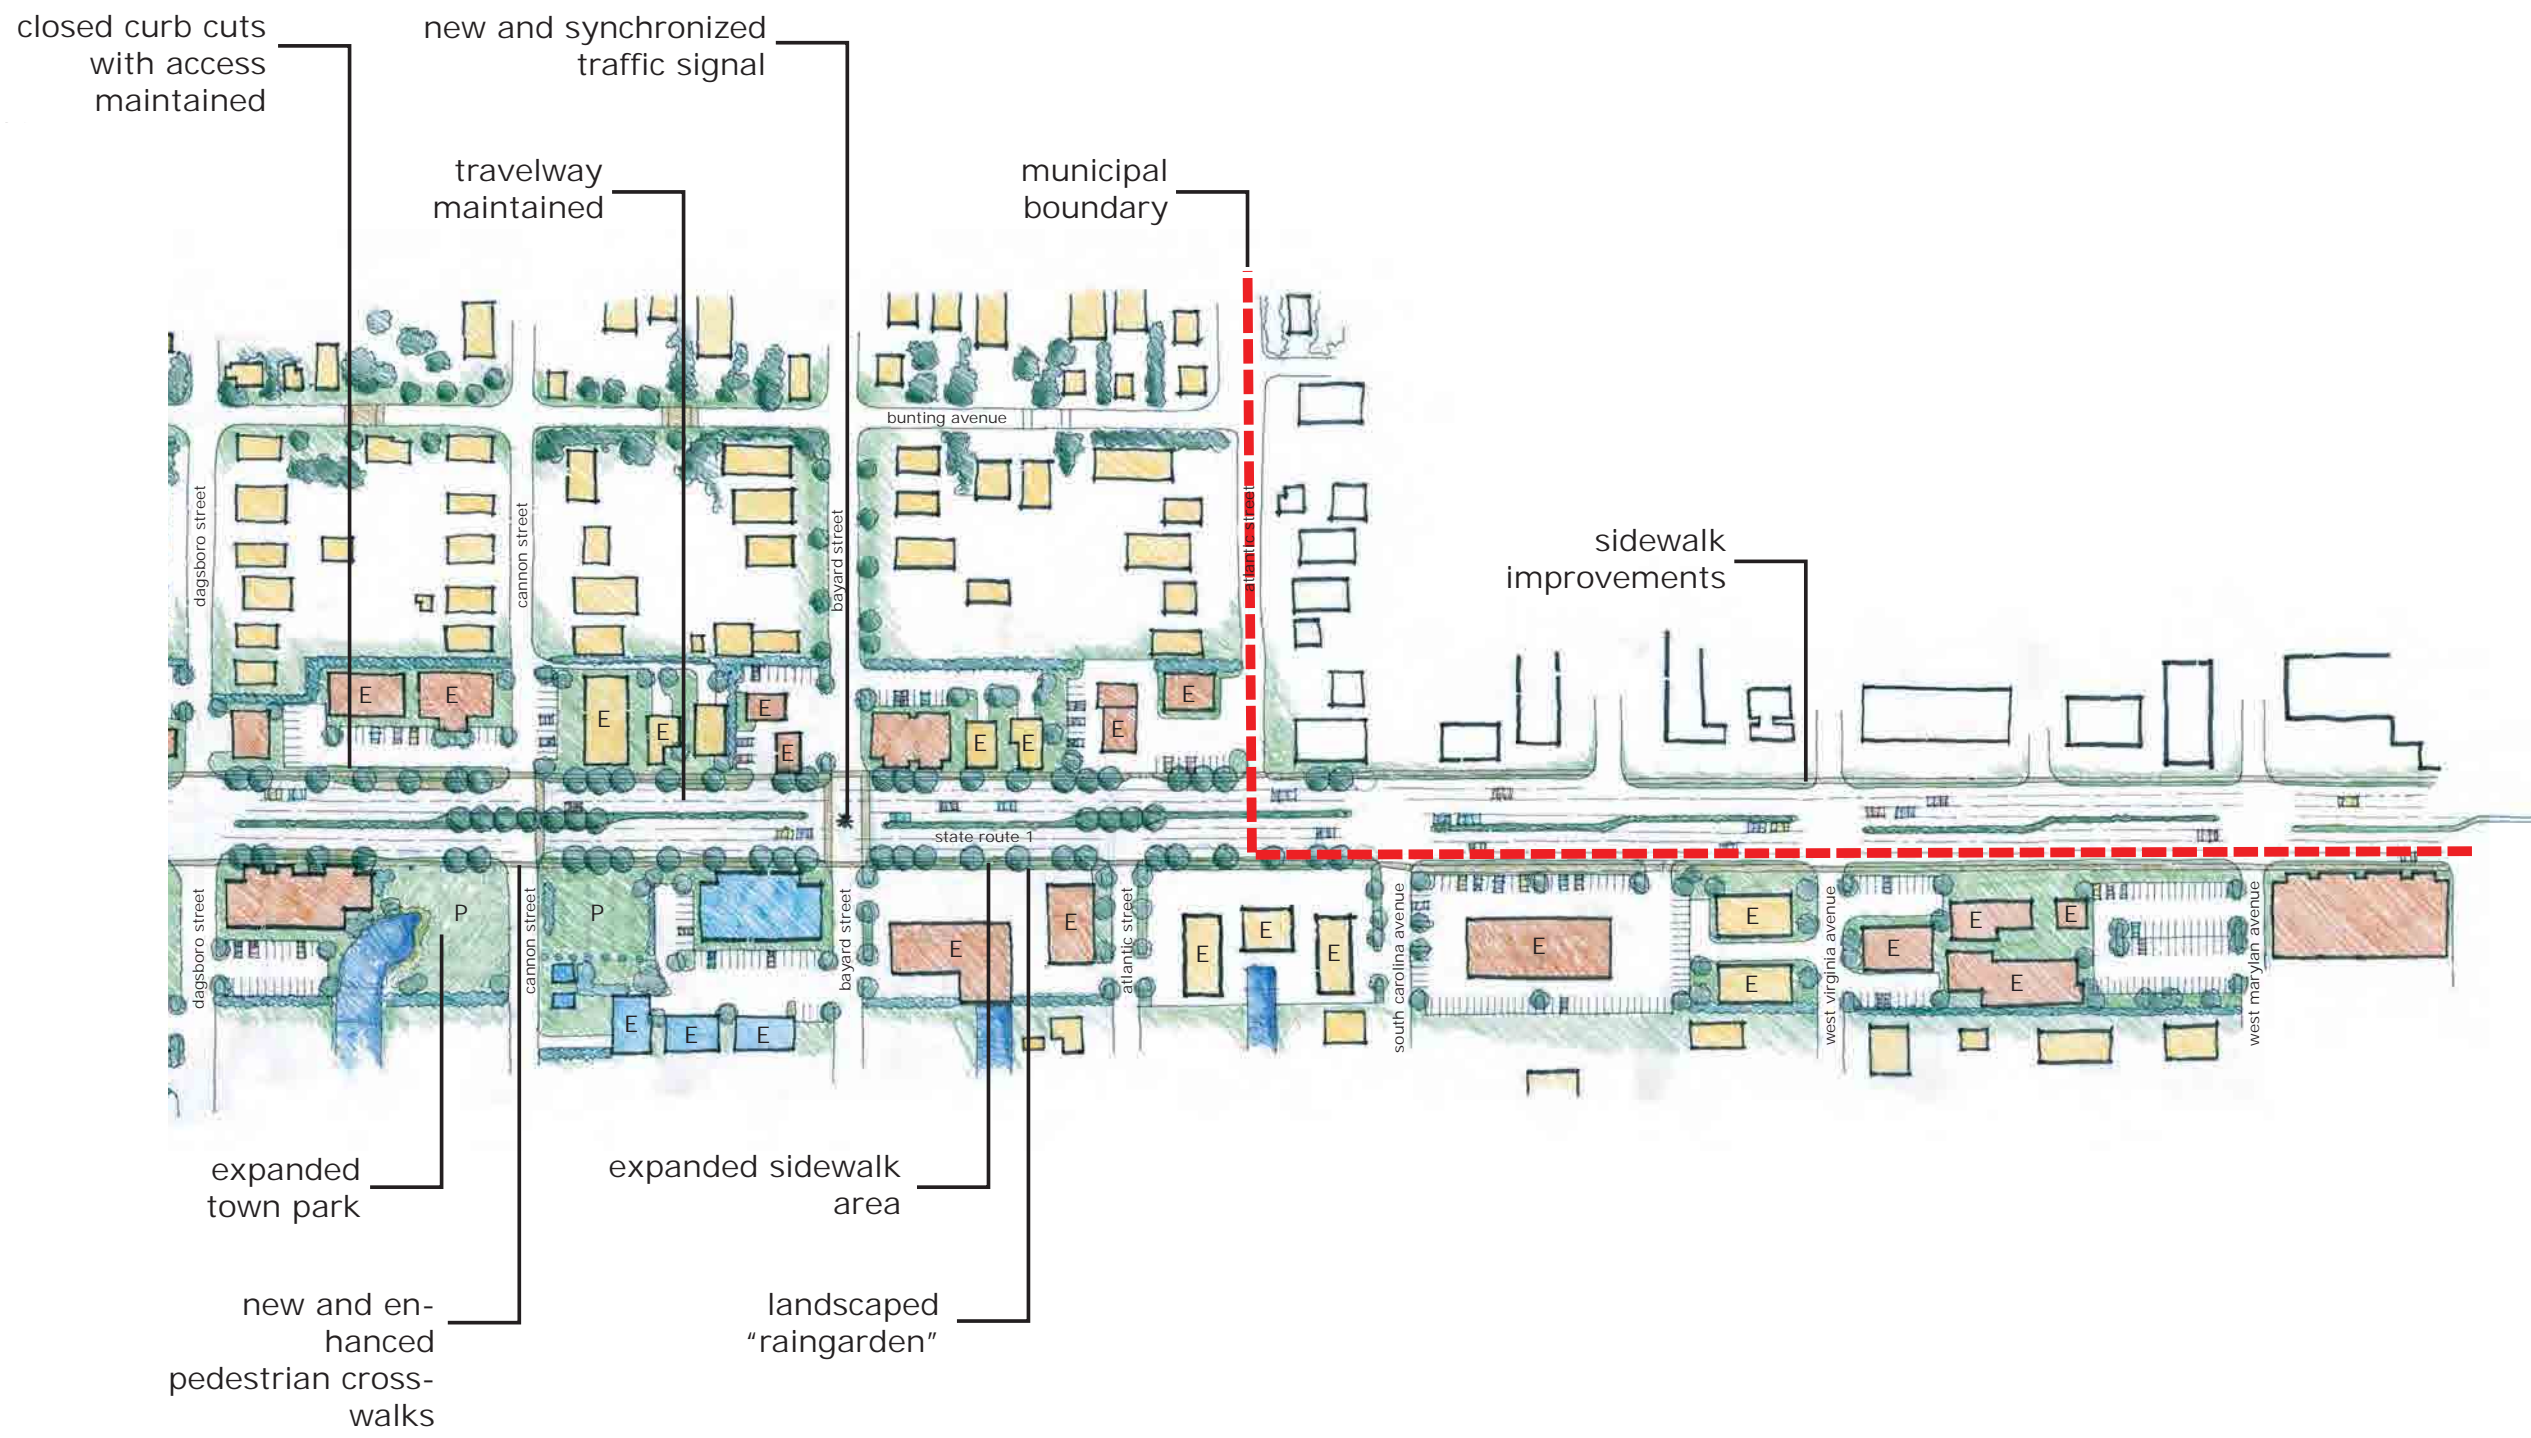 closed curb cuts
with access
maintained
new and synchronized
traffic signal
travelway
maintained
municipal
boundary
bunting avenue
dagsboro street
cannon street
bayard street
atlantic street
sidewalk
improvements
E
E
E
E
E
E
E
E
E
E
state route 1
dagsboro street
P
cannon street
P
bayard street
E
E
E
E
E
atlantic street
E
E
E
south carolina avenue
E
E
E
west virginia avenue
E
E
E
E
west marylan avenue
expanded
town park
expanded sidewalk
area
new and en-
hanced
pedestrian cross-
walks
landscaped
"raingarden"